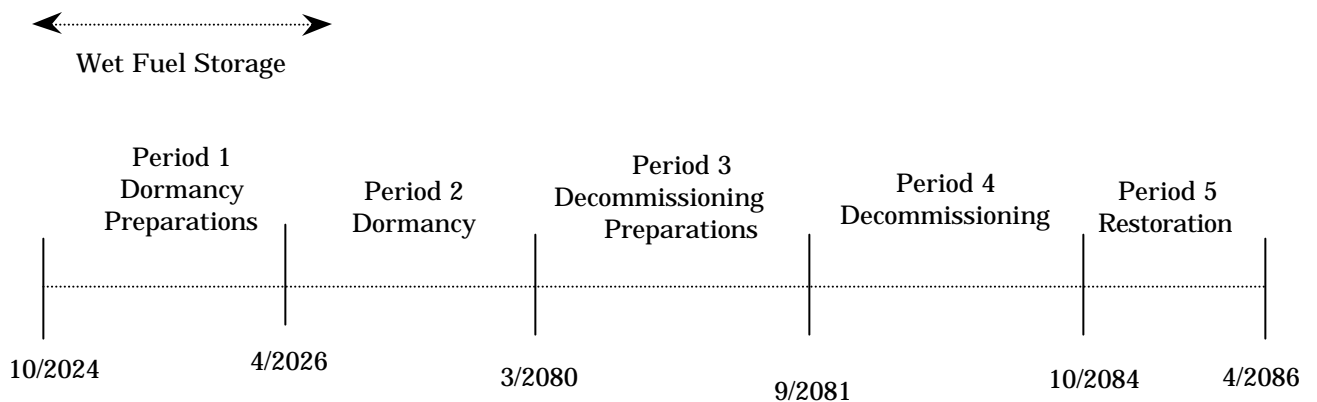 Wet Fuel Storage
Period 1
Dormancy
Preparations
Period 2
Dormancy
Period 3
Decommissioning
Preparations
Period 4
Decommissioning
Period 5
Restoration
10/2024
4/2026
3/2080
9/2081
10/2084
4/2086